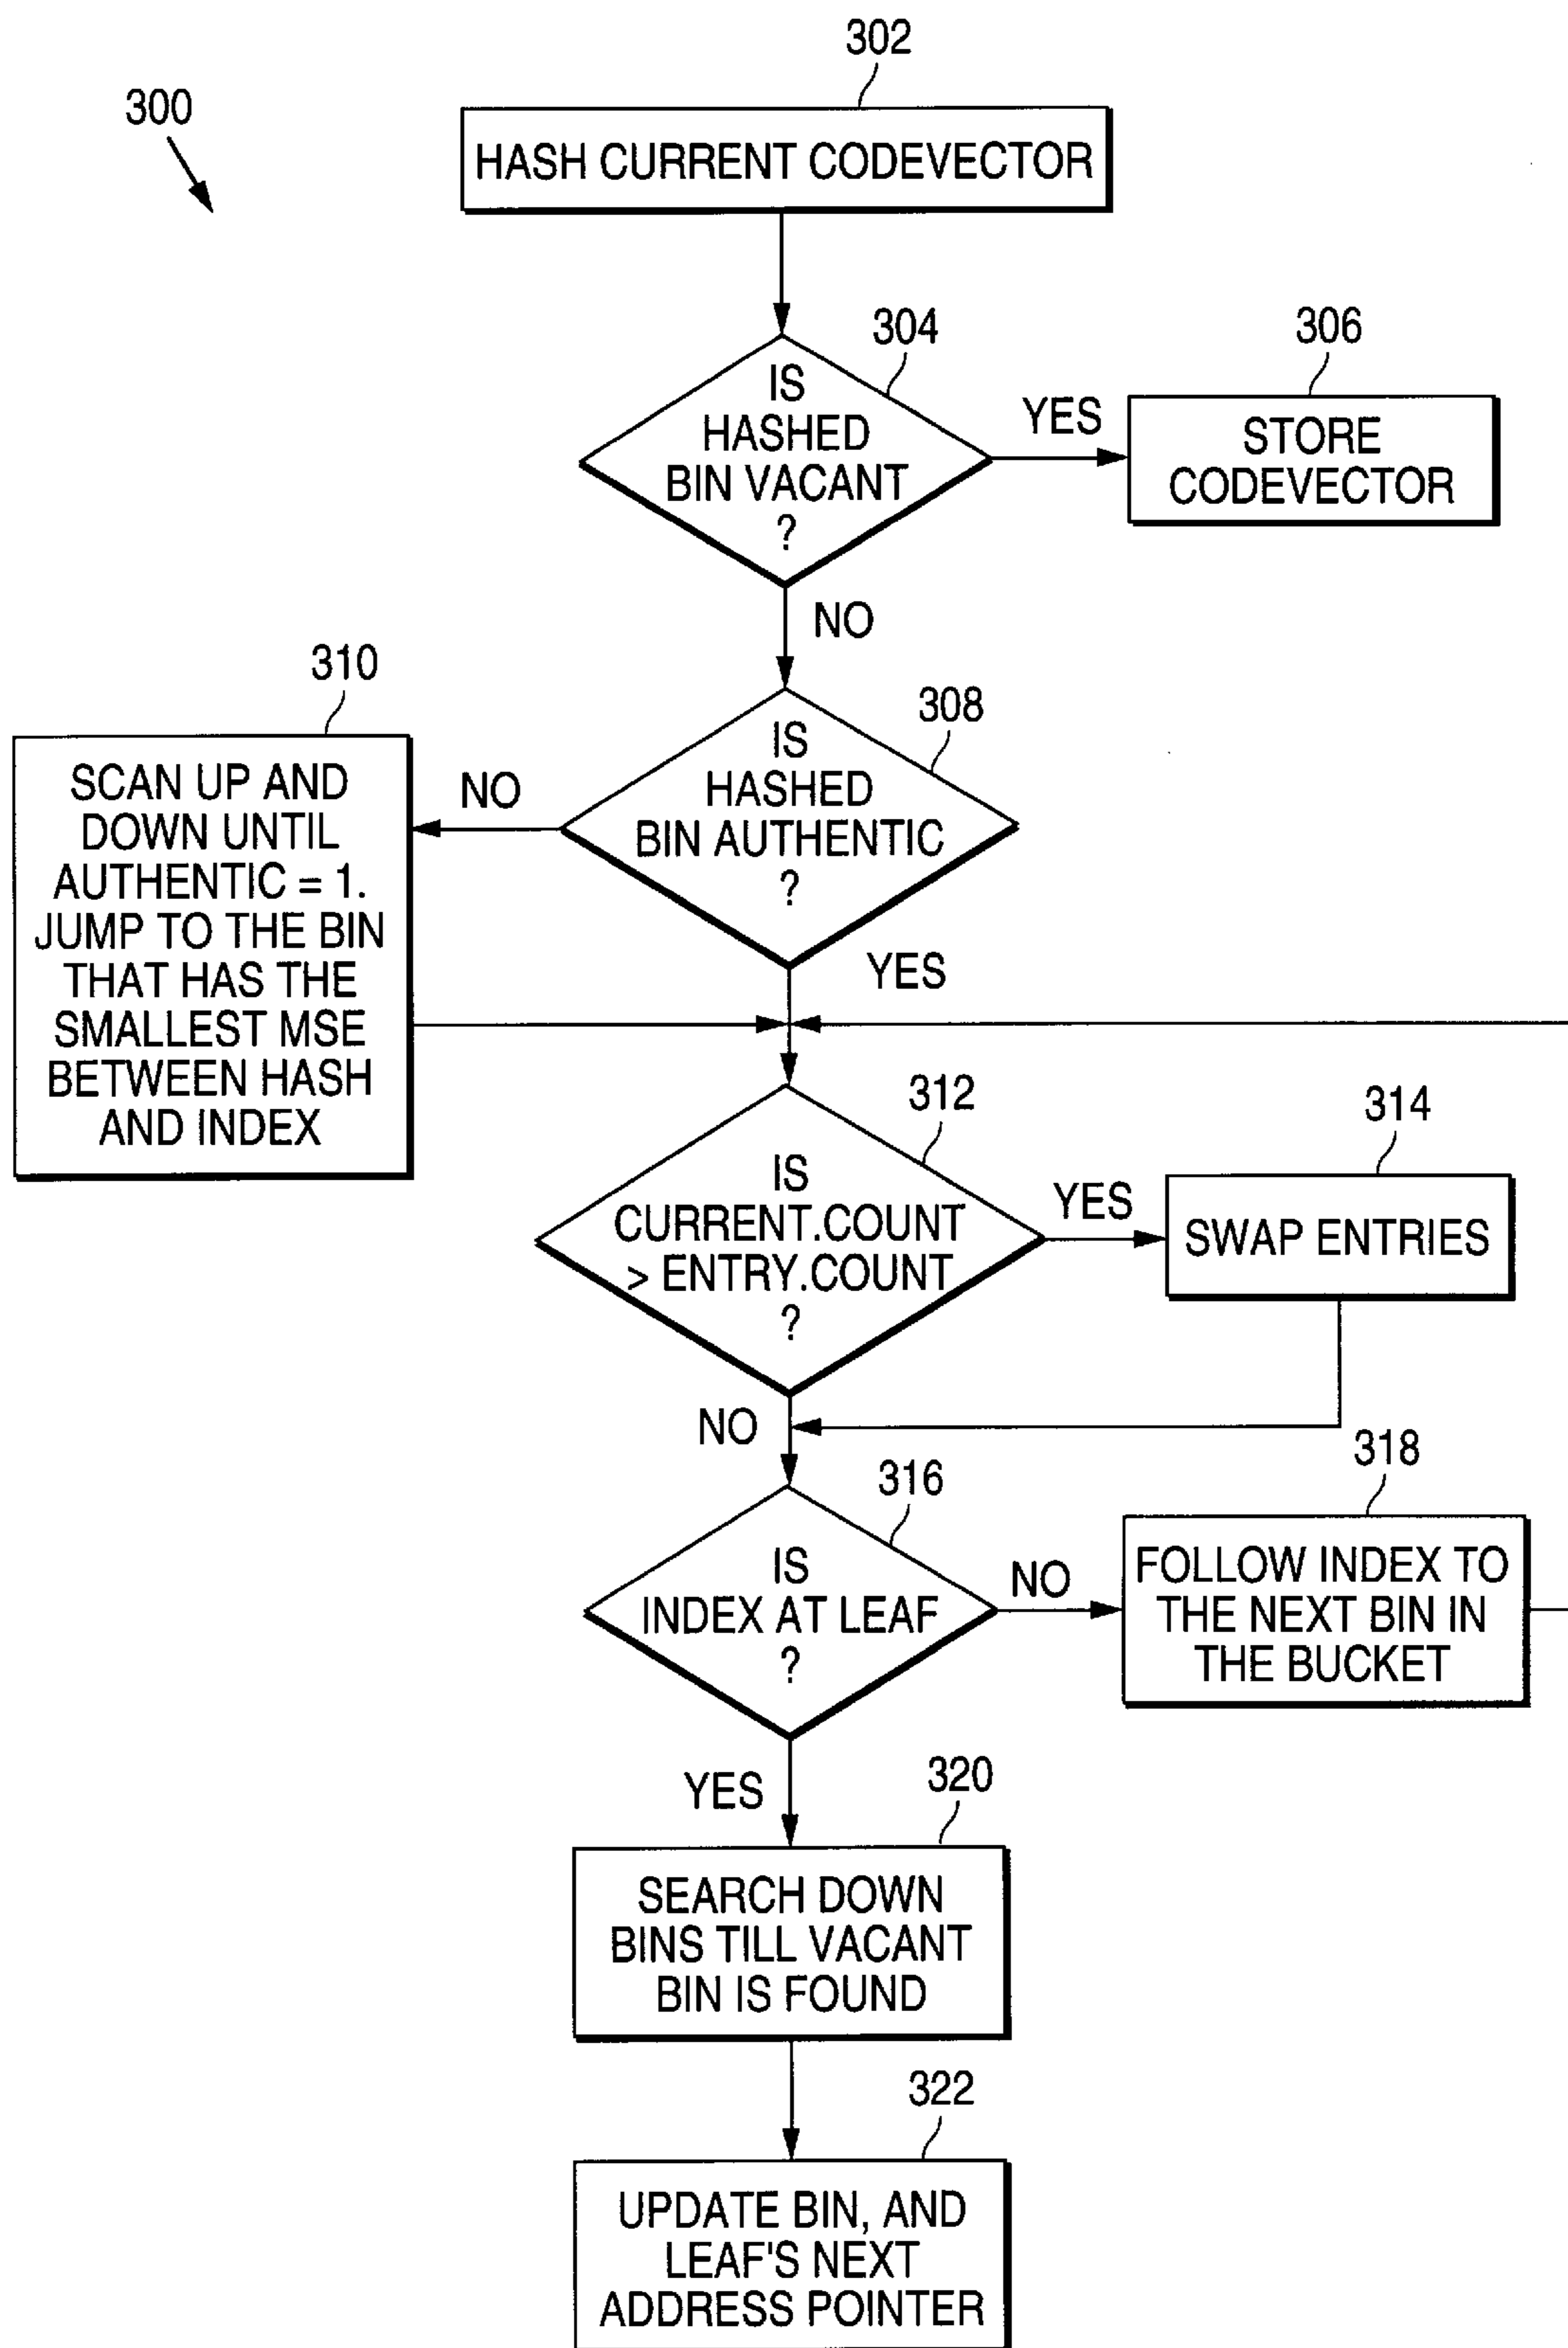 302
300
HASH CURRENT CODEVECTOR
304
306
IS
HASHED
BIN VACANT
?
YES
STORE
CODEVECTOR
NO
310
308
SCAN UP AND
DOWN UNTIL
AUTHENTIC = 1.
JUMP TO THE BIN
THAT HAS THE
SMALLEST MSE
BETWEEN HASH
AND INDEX
NO
IS
HASHED
BIN AUTHENTIC
?
YES
312
314
IS
CURRENT.COUNT
> ENTRY.COUNT
?
YES
SWAP ENTRIES
NO
316
318
IS
INDEX AT LEAF
?
NO
FOLLOW INDEX TO
THE NEXT BIN IN
THE BUCKET
YES
320
SEARCH DOWN
BINS TILL VACANT
BIN IS FOUND
322
UPDATE BIN, AND
LEAF'S NEXT
ADDRESS POINTER